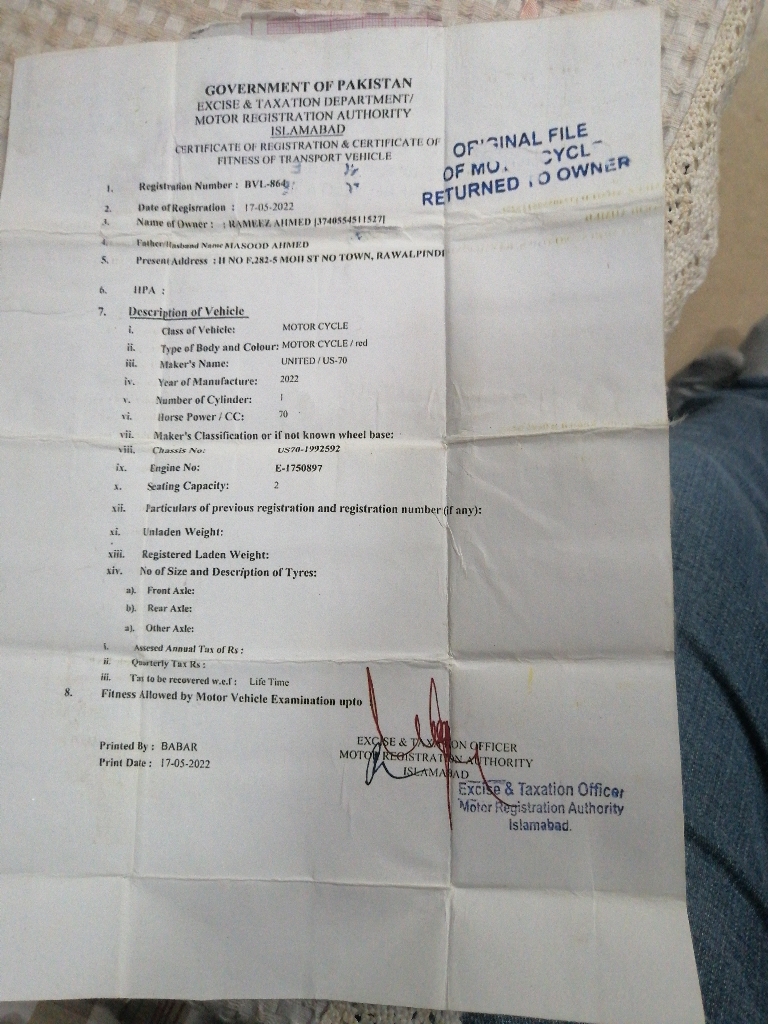 GOVERNMENT OF PAKISTAN
EXCISE & TAXATION DEPARTMENT/
MOTOR REGISTRATION AUTHORITY
ISLAMABAD
CERTIFICATE OF REGISTRATION & CERTIFICATE OF
FITNESS OF TRANSPORT VEHICLE
ORIGINAL FILE
OF MOTORCYCLE
RETURNED TO OWNER
1. Registration Number : BVL-864
2. Date of Registration : 17-05-2022
3. Name of Owner : : RAMEEZ AHMED [3740554511527]
4. Father/Husband Name MASOOD AHMED
5. Present Address : H NO F,282-5 MOH ST NO TOWN, RAWALPINDI
6. HPA :
7. Description of Vehicle
i. Class of Vehicle: MOTOR CYCLE
ii. Type of Body and Colour: MOTOR CYCLE / red
iii. Maker's Name: UNITED / US-70
iv. Year of Manufacture: 2022
v. Number of Cylinder: 1
vi. Horse Power / CC: 70
vii. Maker's Classification or if not known wheel base:
viii. Chassis No: US70-1992592
ix. Engine No: E-1750897
x. Seating Capacity: 2
xii. Particulars of previous registration and registration number (if any):
xi. Unladen Weight:
xiii. Registered Laden Weight:
xiv. No of Size and Description of Tyres:
a). Front Axle:
b). Rear Axle:
a). Other Axle:
i. Assesed Annual Tax of Rs :
ii. Quarterly Tax Rs :
iii. Tas to be recovered w.e.f : Life Time
8. Fitness Allowed by Motor Vehicle Examination upto
Printed By : BABAR
Print Date : 17-05-2022
EXCISE & TAXATION OFFICER
MOTOR REGISTRATION AUTHORITY
ISLAMABAD
Excise & Taxation Officer
Motor Registration Authority
Islamabad.